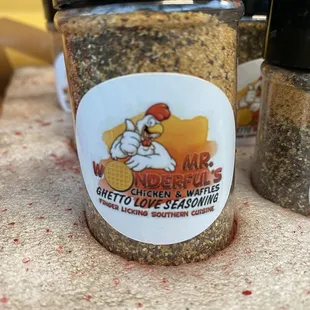 MR.
WONDERFUL'S
CHICKEN & WAFFLES
GHETTO LOVE SEASONING
FINGER LICKING SOUTHERN CUISINE